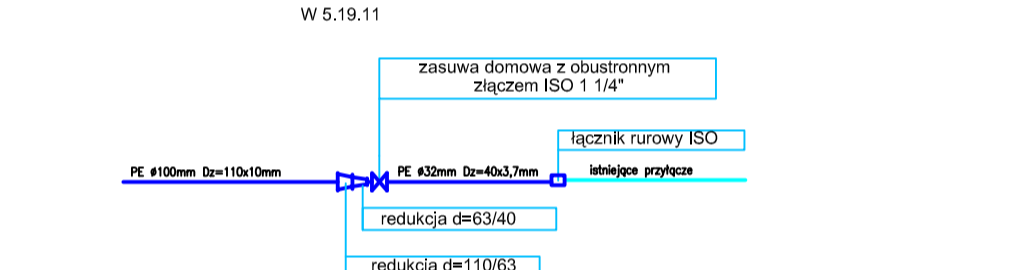 W 5.19.11
zasuwa domowa z obustronnym
złączem ISO 1 1/4"
łącznik rurowy ISO
PE ø100mm Dz=110x10mm
PE ø32mm Dz=40x3,7mm
istniejące przyłącze
redukcja d=63/40
redukcja d=110/63